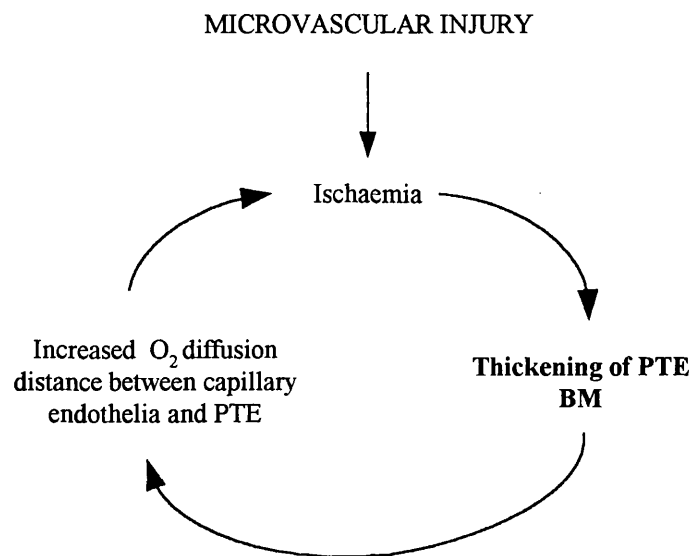 MICROVASCULAR INJURY
Ischaemia
Increased O₂ diffusion
distance between capillary
endothelia and PTE
Thickening of PTE
BM